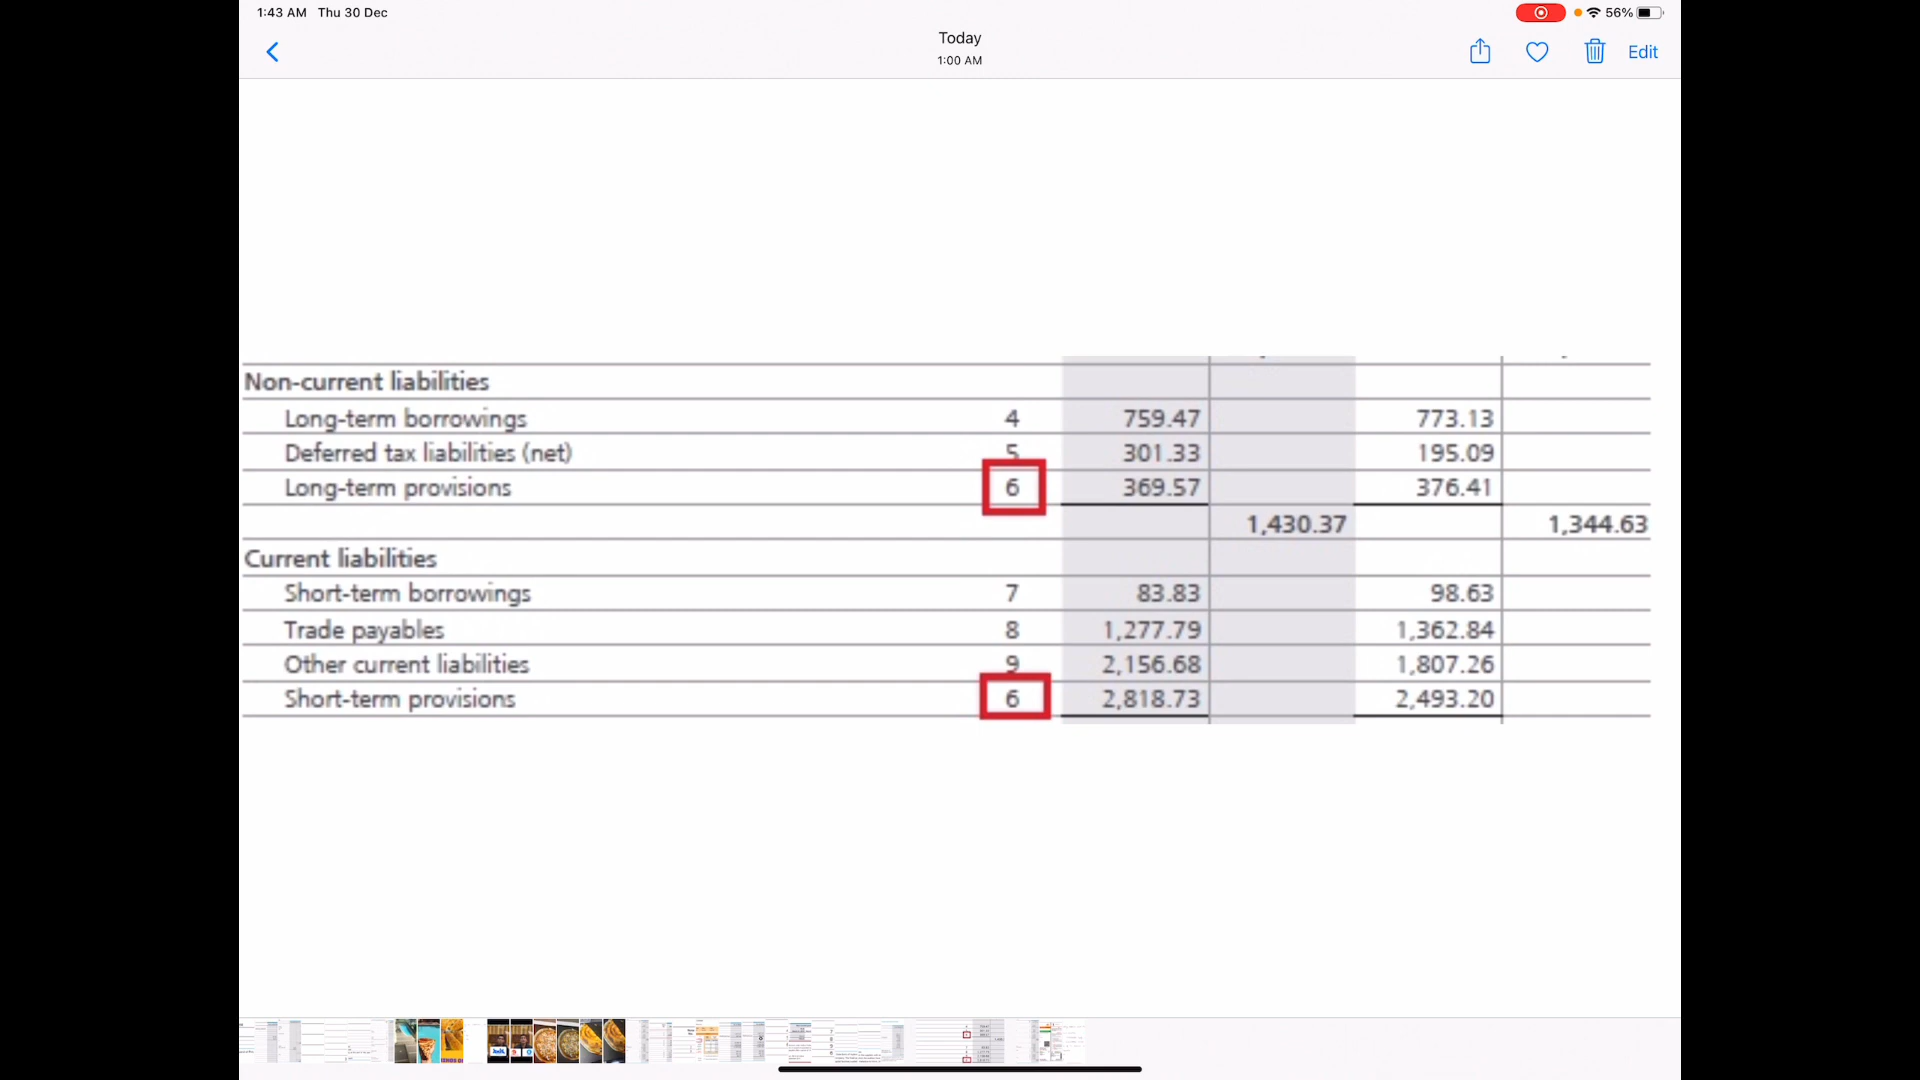 1:43 AM Thu 30 Dec
56%
Today
1:00 AM
Edit
Non-current liabilities
Long-term borrowings 4 759.47 773.13
Deferred tax liabilities (net) 5 301.33 195.09
Long-term provisions 6 369.57 376.41
1,430.37 1,344.63
Current liabilities
Short-term borrowings 7 83.83 98.63
Trade payables 8 1,277.79 1,362.84
Other current liabilities 9 2,156.68 1,807.26
Short-term provisions 6 2,818.73 2,493.20